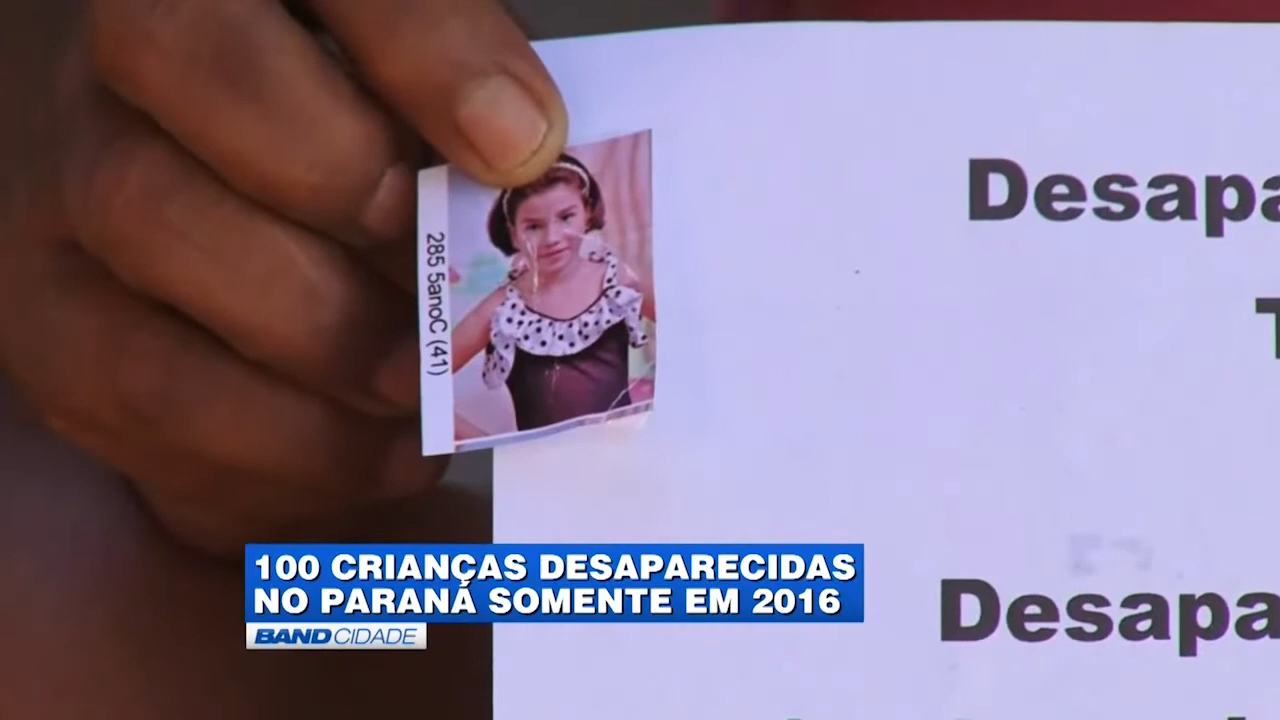 285 5anoC (41)
Desapa
T
Desapa
100 CRIANÇAS DESAPARECIDAS
NO PARANÁ SOMENTE EM 2016
BAND CIDADE